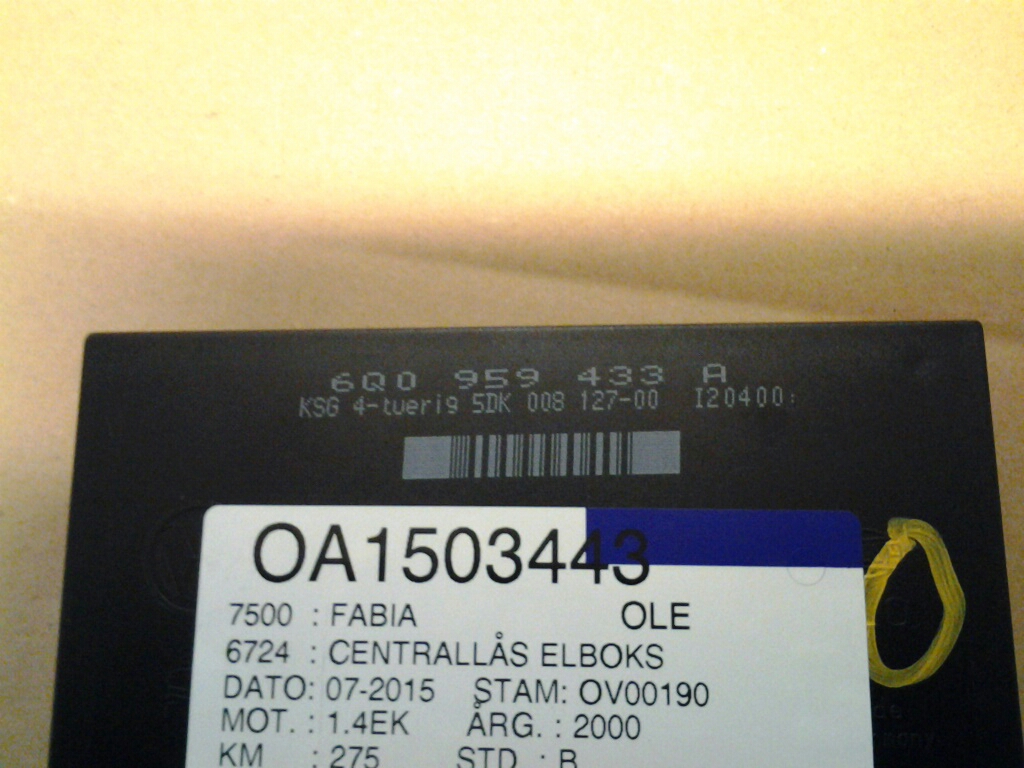 6Q0 959 433 A
KSG 4-tuerig 5DK 008 127-00 I20400
OA1503443
7500 : FABIA OLE
6724 : CENTRALLÅS ELBOKS
DATO: 07-2015 STAM: OV00190
MOT. : 1.4EK ÅRG. : 2000
KM : 275 STD : B